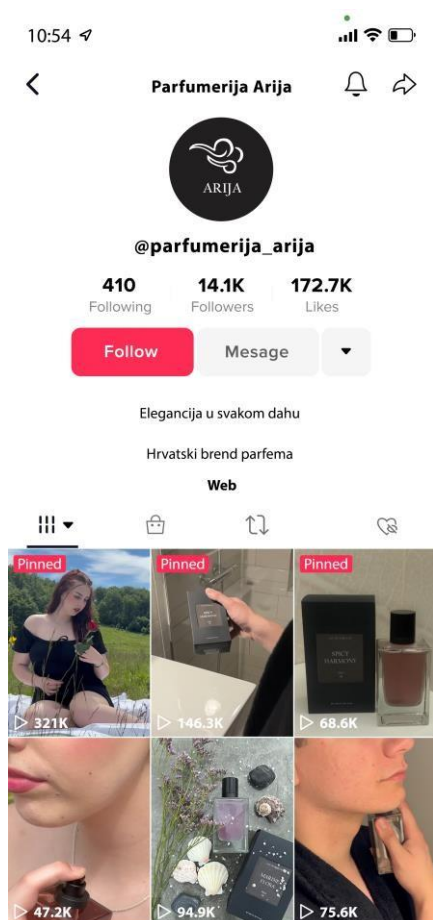 10:54
Parfumerija Arija
ARIJA
@parfumerija_arija
410 14.1K 172.7K
Following Followers Likes
Follow Mesage
Elegancija u svakom dahu
Hrvatski brend parfema
Web
Pinned Pinned Pinned
SPICY
HARMONY
321K 146.3K 68.6K
MARINE
47.2K 94.9K 75.6K